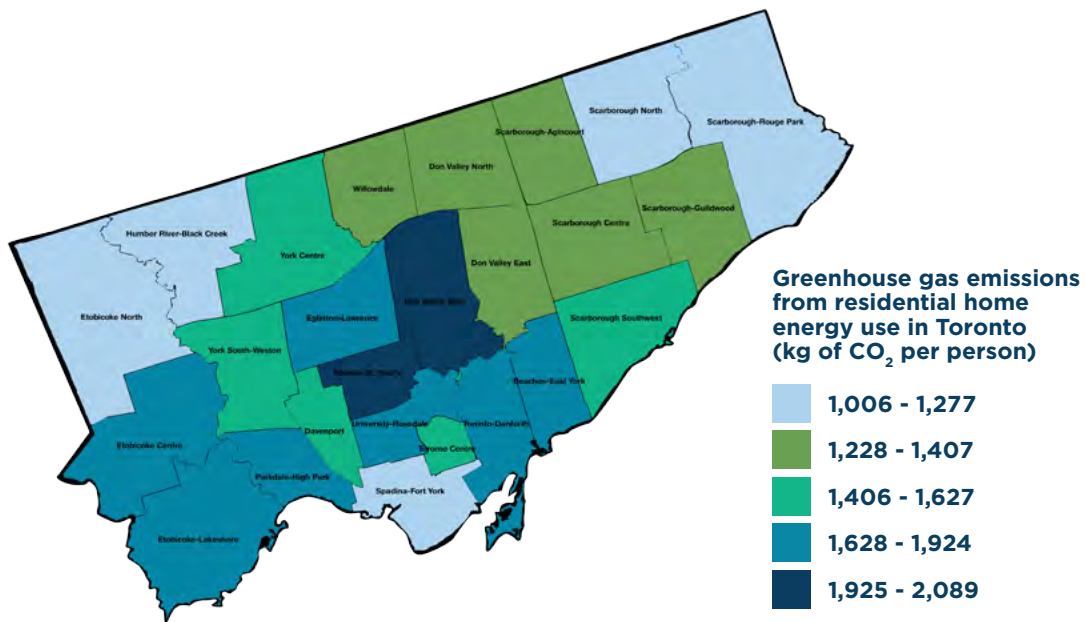 Scarborough North
Scarborough-Rouge Park
Scarborough-Agincourt
Don Valley North
Willowdale
Scarborough-Guildwood
Scarborough Centre
Humber River-Black Creek
York Centre
Don Valley East
Etobicoke North
Don Valley West
Eglinton-Lawrence
Scarborough Southwest
York South-Weston
Beaches-East York
University-Rosedale
Toronto-Danforth
Davenport
Etobicoke Centre
Toronto Centre
Parkdale-High Park
Spadina-Fort York
Etobicoke-Lakeshore
Greenhouse gas emissions
from residential home
energy use in Toronto
(kg of CO₂ per person)
1,006 - 1,277
1,228 - 1,407
1,406 - 1,627
1,628 - 1,924
1,925 - 2,089